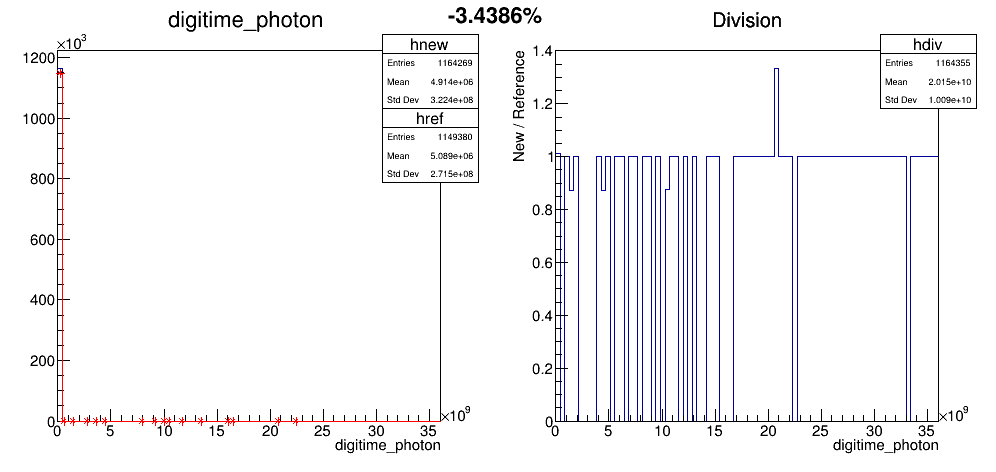 -3.4386%
digitime_photon
×10³
hnew
Entries 1164269
Mean 4.914e+06
Std Dev 3.224e+08
href
Entries 1149380
Mean 5.089e+06
Std Dev 2.715e+08
1200
1000
800
600
400
200
0
0 5 10 15 20 25 30 35
×10⁹
digitime_photon
Division
hdiv
Entries 1164355
Mean 2.015e+10
Std Dev 1.009e+10
New / Reference
1.4
1.2
1
0.8
0.6
0.4
0.2
0
0 5 10 15 20 25 30 35
×10⁹
digitime_photon